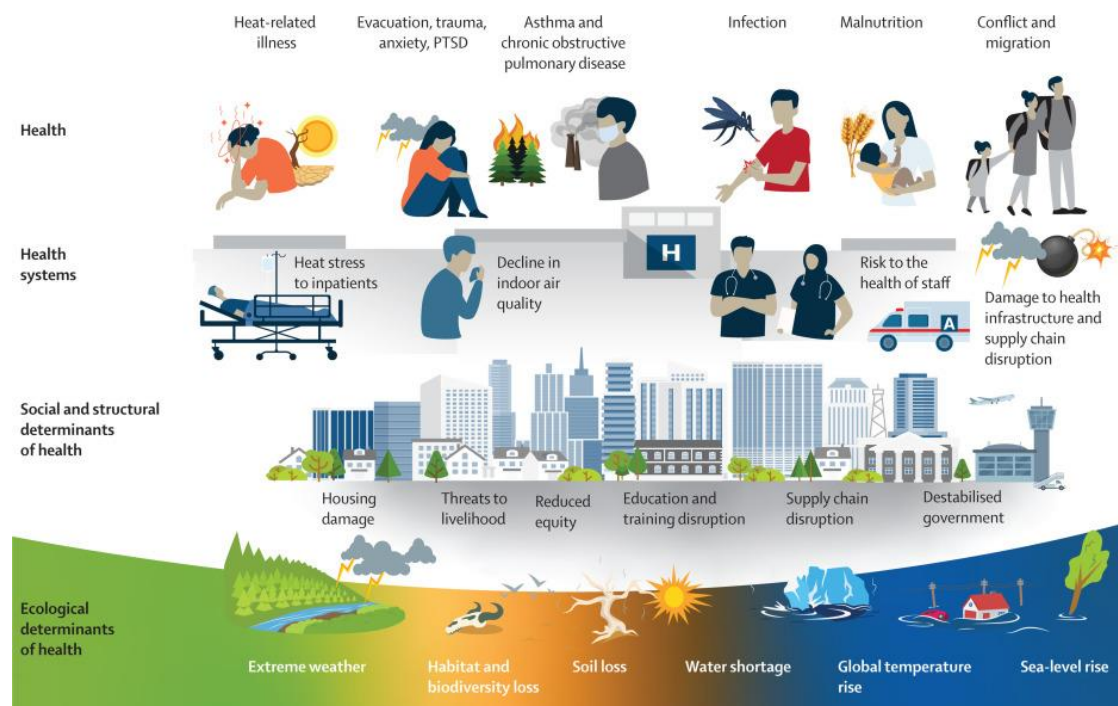 Heat-related
illness
Evacuation, trauma,
anxiety, PTSD
Asthma and
chronic obstructive
pulmonary disease
Infection
Malnutrition
Conflict and
migration
Health
Health
systems
H
Heat stress
to inpatients
Decline in
indoor air
quality
Risk to the
health of staff
A
Damage to health
infrastructure and
supply chain
disruption
Social and structural
determinants
of health
Housing
damage
Threats to
livelihood
Reduced
equity
Education and
training disruption
Supply chain
disruption
Destabilised
government
Ecological
determinants
of health
Extreme weather
Habitat and
biodiversity loss
Soil loss
Water shortage
Global temperature
rise
Sea-level rise